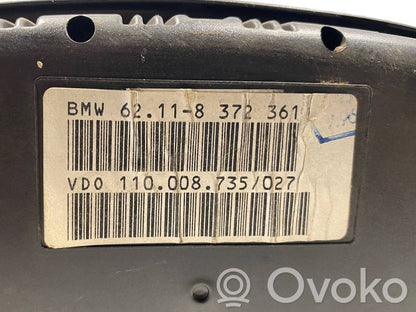 BMW 62.11-8 372 361
VDO 110.008.735/027
Ovoko